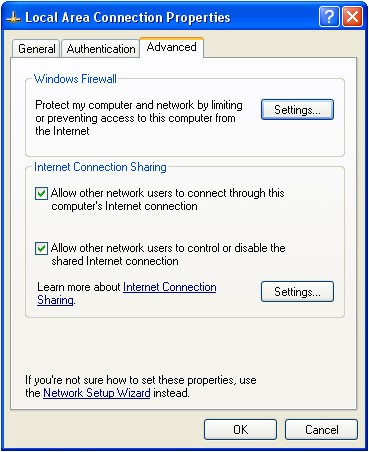 Local Area Connection Properties
General Authentication Advanced
Windows Firewall
Protect my computer and network by limiting
or preventing access to this computer from
the Internet
Settings...
Internet Connection Sharing
Allow other network users to connect through this
computer's Internet connection
Allow other network users to control or disable the
shared Internet connection
Learn more about Internet Connection
Sharing.
Settings...
If you're not sure how to set these properties, use
the Network Setup Wizard instead.
OK Cancel